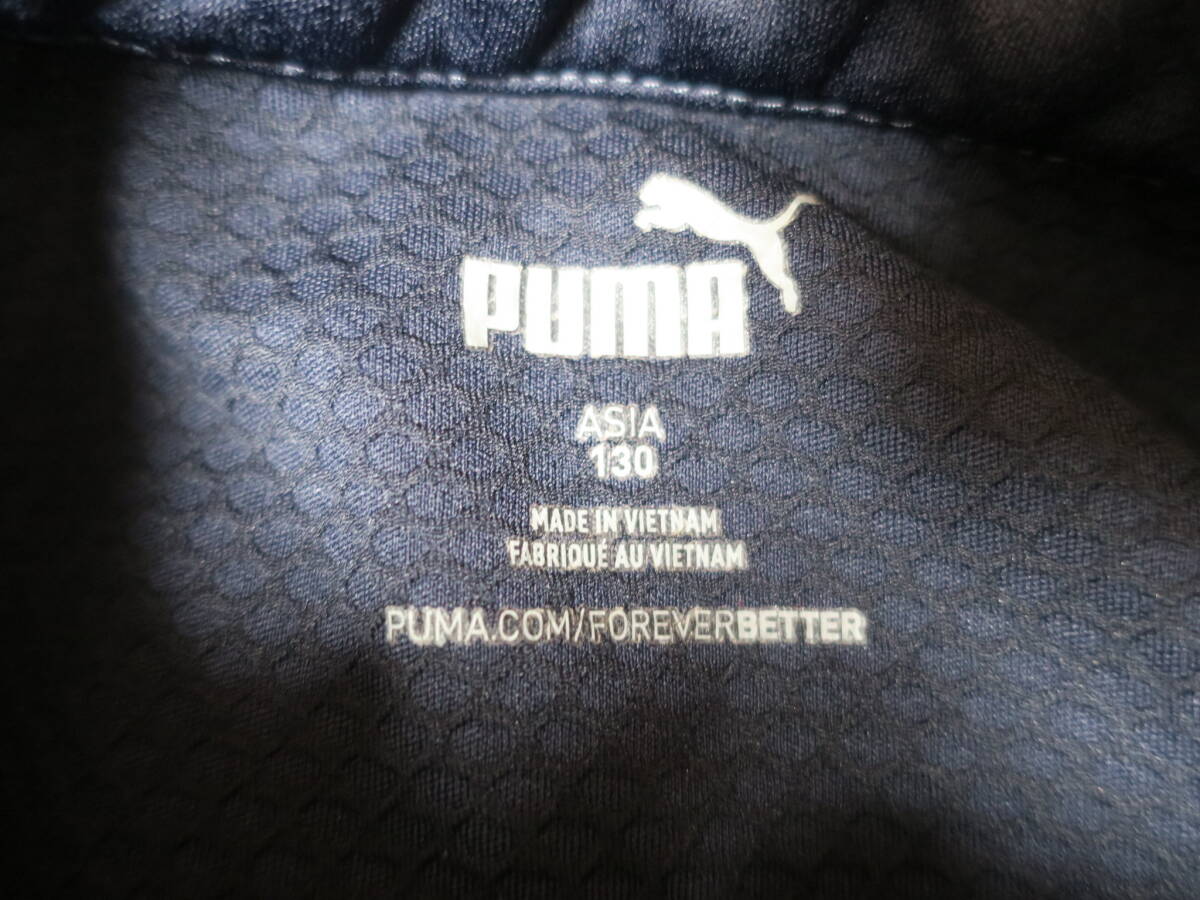 PUMA
ASIA
130
MADE IN VIETNAM
FABRIQUÉ AU VIETNAM
PUMA.COM/FOREVERBETTER